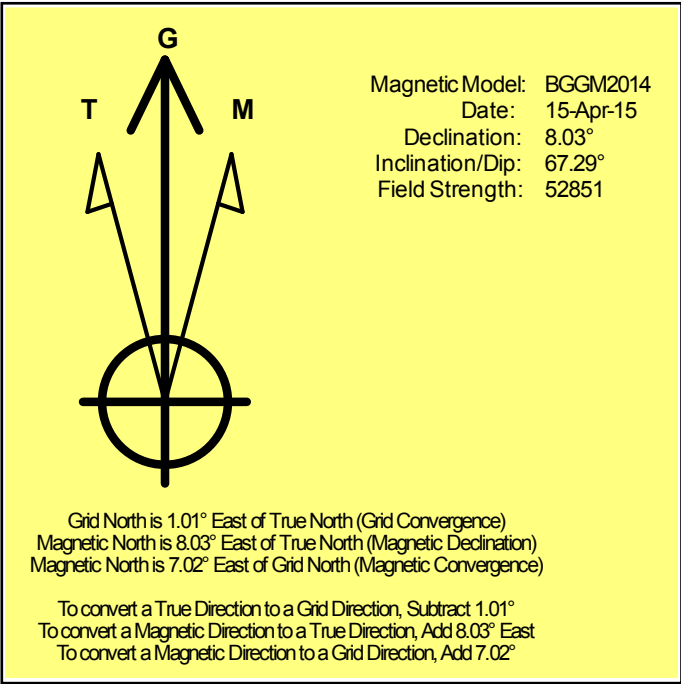 G
T M
Magnetic Model: BGGM2014
Date: 15-Apr-15
Declination: 8.03°
Inclination/Dip: 67.29°
Field Strength: 52851
Grid North is 1.01° East of True North (Grid Convergence)
Magnetic North is 8.03° East of True North (Magnetic Declination)
Magnetic North is 7.02° East of Grid North (Magnetic Convergence)
To convert a True Direction to a Grid Direction, Subtract 1.01°
To convert a Magnetic Direction to a True Direction, Add 8.03° East
To convert a Magnetic Direction to a Grid Direction, Add 7.02°